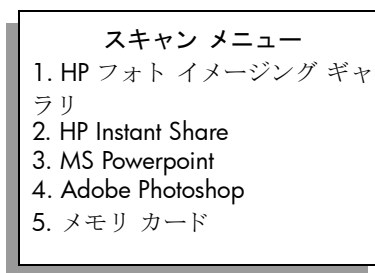 スキャン メニュー
1. HP フォト イメージング ギャ
ラリ
2. HP Instant Share
3. MS Powerpoint
4. Adobe Photoshop
5. メモリ カード